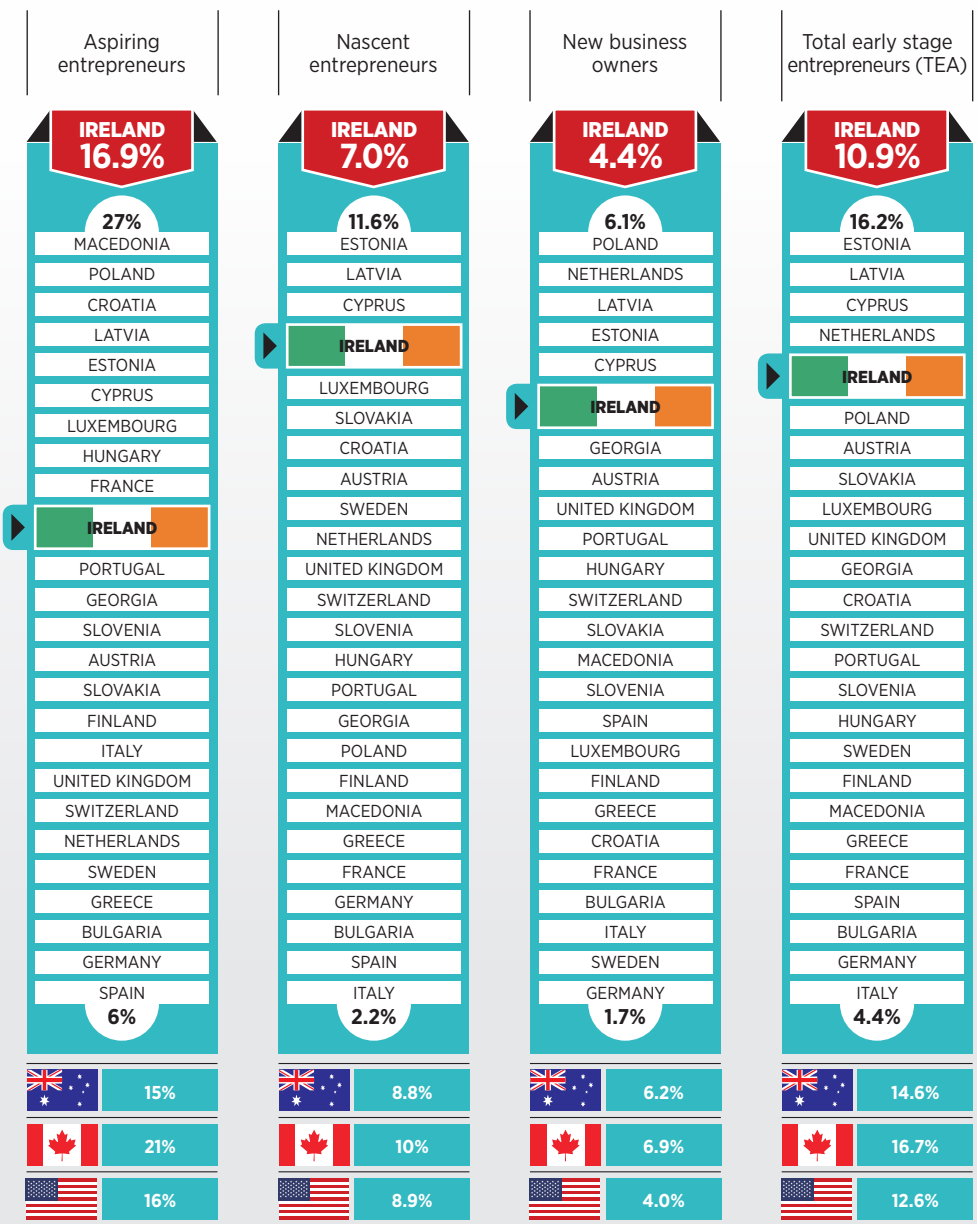 Aspiring
entrepreneurs
IRELAND
16.9%
27%
MACEDONIA
POLAND
CROATIA
LATVIA
ESTONIA
CYPRUS
LUXEMBOURG
HUNGARY
FRANCE
IRELAND
PORTUGAL
GEORGIA
SLOVENIA
AUSTRIA
SLOVAKIA
FINLAND
ITALY
UNITED KINGDOM
SWITZERLAND
NETHERLANDS
SWEDEN
GREECE
BULGARIA
GERMANY
SPAIN
6%
15%
21%
16%
Nascent
entrepreneurs
IRELAND
7.0%
11.6%
ESTONIA
LATVIA
CYPRUS
IRELAND
LUXEMBOURG
SLOVAKIA
CROATIA
AUSTRIA
SWEDEN
NETHERLANDS
UNITED KINGDOM
SWITZERLAND
SLOVENIA
HUNGARY
PORTUGAL
GEORGIA
POLAND
FINLAND
MACEDONIA
GREECE
FRANCE
GERMANY
BULGARIA
SPAIN
ITALY
2.2%
8.8%
10%
8.9%
New business
owners
IRELAND
4.4%
6.1%
POLAND
NETHERLANDS
LATVIA
ESTONIA
CYPRUS
IRELAND
GEORGIA
AUSTRIA
UNITED KINGDOM
PORTUGAL
HUNGARY
SWITZERLAND
SLOVAKIA
MACEDONIA
SLOVENIA
SPAIN
LUXEMBOURG
FINLAND
GREECE
CROATIA
FRANCE
BULGARIA
ITALY
SWEDEN
GERMANY
1.7%
6.2%
6.9%
4.0%
Total early stage
entrepreneurs (TEA)
IRELAND
10.9%
16.2%
ESTONIA
LATVIA
CYPRUS
NETHERLANDS
IRELAND
POLAND
AUSTRIA
SLOVAKIA
LUXEMBOURG
UNITED KINGDOM
GEORGIA
CROATIA
SWITZERLAND
PORTUGAL
SLOVENIA
HUNGARY
SWEDEN
FINLAND
MACEDONIA
GREECE
FRANCE
SPAIN
BULGARIA
GERMANY
ITALY
4.4%
14.6%
16.7%
12.6%